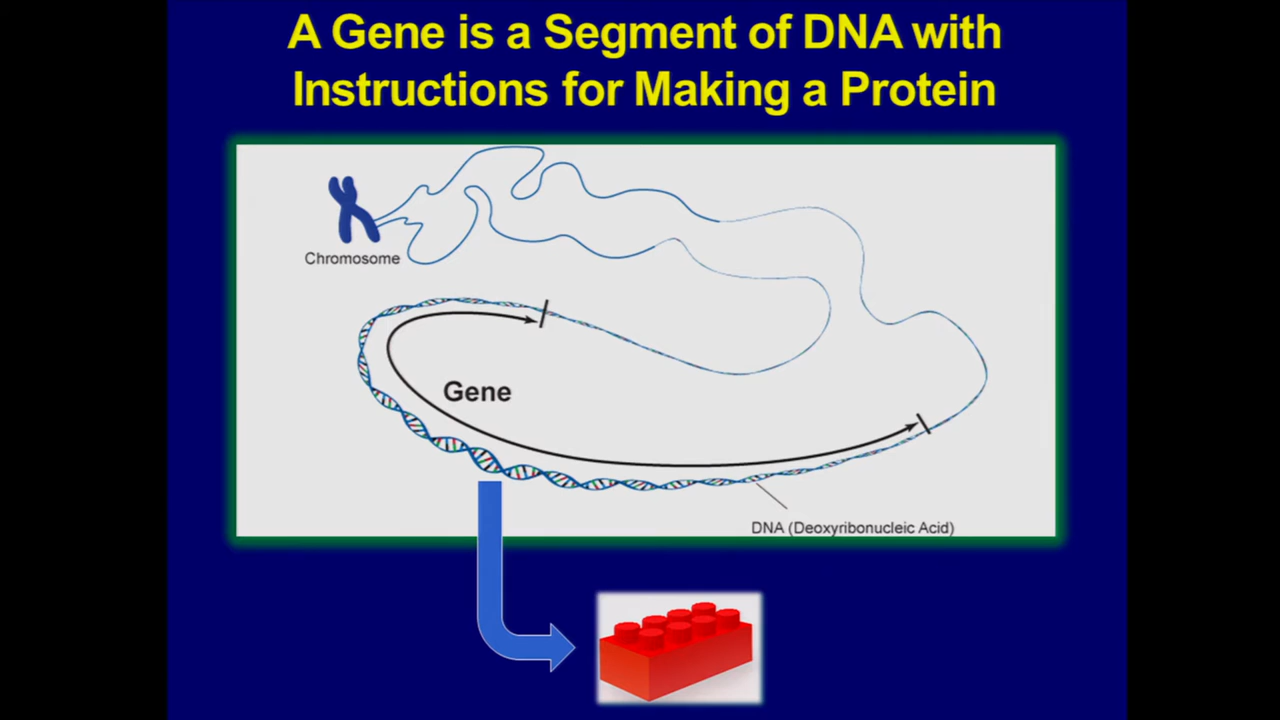 A Gene is a Segment of DNA with
Instructions for Making a Protein
Chromosome
Gene
DNA (Deoxyribonucleic Acid)